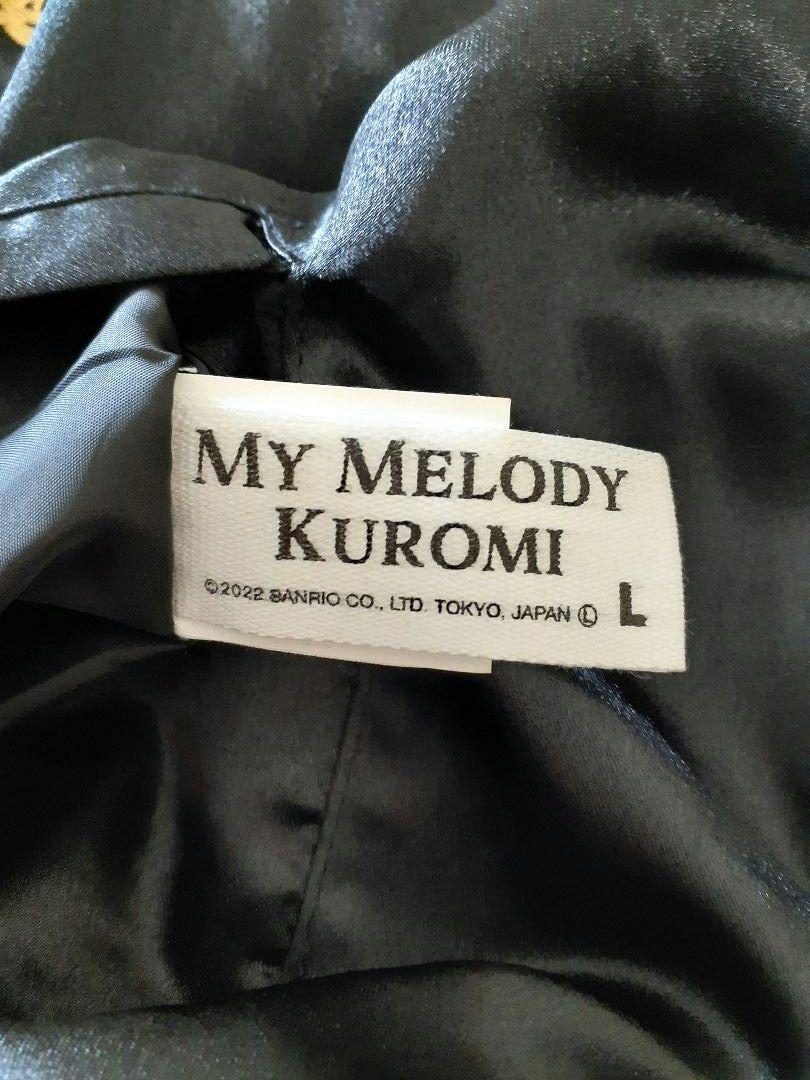 MY MELODY
KUROMI
©2022 SANRIO CO., LTD. TOKYO, JAPAN Ⓛ L